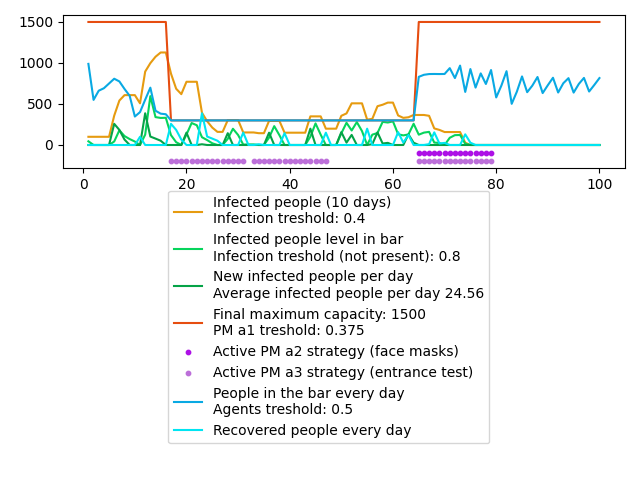 1500
1000
500
0
0
20
40
60
80
100
Infected people (10 days)
Infection treshold: 0.4
Infected people level in bar
Infection treshold (not present): 0.8
New infected people per day
Average infected people per day 24.56
Final maximum capacity: 1500
PM a1 treshold: 0.375
Active PM a2 strategy (face masks)
Active PM a3 strategy (entrance test)
People in the bar every day
Agents treshold: 0.5
Recovered people every day